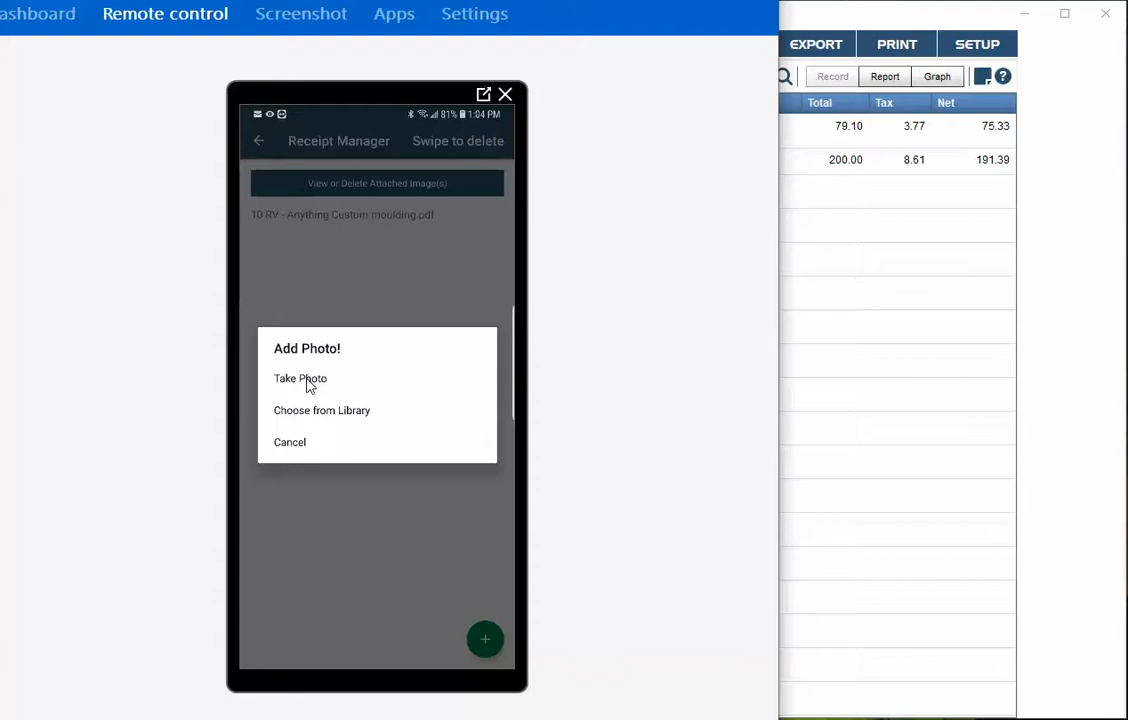 ashboard Remote control Screenshot Apps Settings
EXPORT PRINT SETUP
Record Report Graph ?
Total Tax Net
79.10 3.77 75.33
200.00 8.61 191.39
81% 1:04 PM
Receipt Manager Swipe to delete
View or Delete Attached Image(s)
10 RV - Anything Custom moulding.pdf
Add Photo!
Take Photo
Choose from Library
Cancel
+